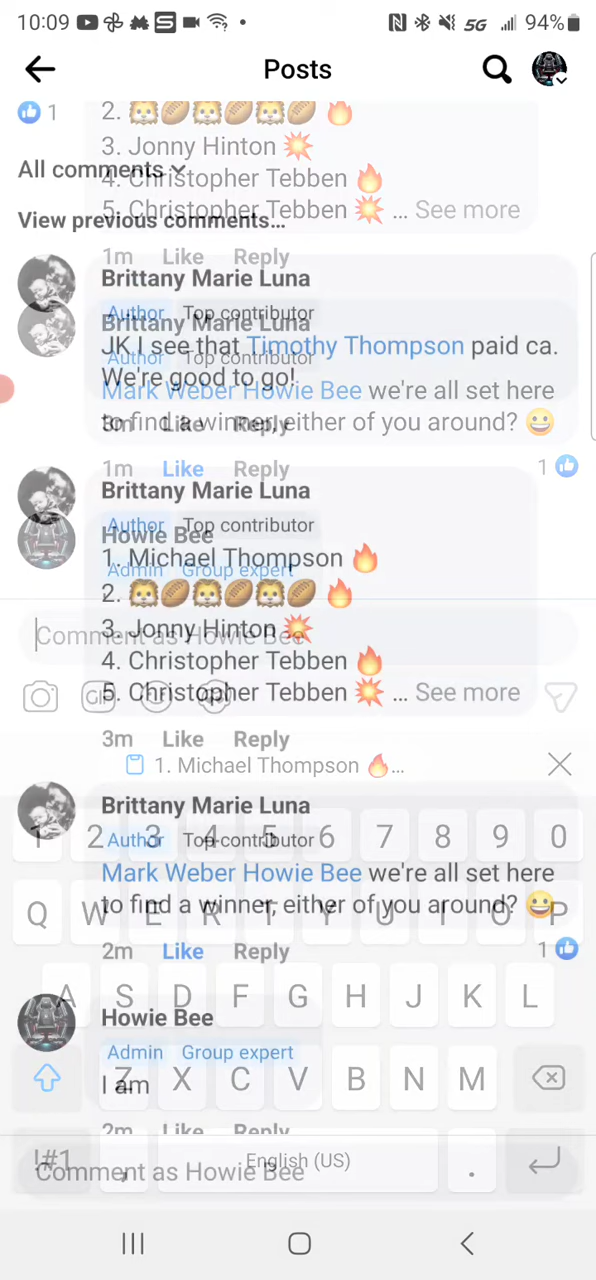 10:09 5G 94%
Posts
1
2. 🦁🏈🦁🏈🦁🏈 🔥
3. Jonny Hinton 💥
All comments
4. Christopher Tebben 🔥
5. Christopher Tebben 💥 ... See more
View previous comments...
1m Like Reply
Brittany Marie Luna
Author Top contributor
Brittany Marie Luna
JK I see that Timothy Thompson paid ca.
Author Top contributor
We're good to go!
Mark Weber Howie Bee we're all set here
3m Like Reply
to find a winner, either of you around? 😀
1m Like Reply 1
Brittany Marie Luna
Author Top contributor
Howie Bee
1. Michael Thompson 🔥
Admin Group expert
2. 🦁🏈🦁🏈🦁🏈 🔥
3. Jonny Hinton 💥
Comment as Howie Bee
4. Christopher Tebben 🔥
GIF
5. Christopher Tebben 💥 ... See more
3m Like Reply
1. Michael Thompson 🔥...
Brittany Marie Luna
1 2 3 4 5 6 7 8 9 0
Author Top contributor
Mark Weber Howie Bee we're all set here
to find a winner, either of you around? 😀
Q W E R T Y U I O P
2m Like Reply 1
A S D F G H J K L
Howie Bee
Admin Group expert
Z X C V B N M
I am
2m Like Reply
!#1 , English (US) .
Comment as Howie Bee